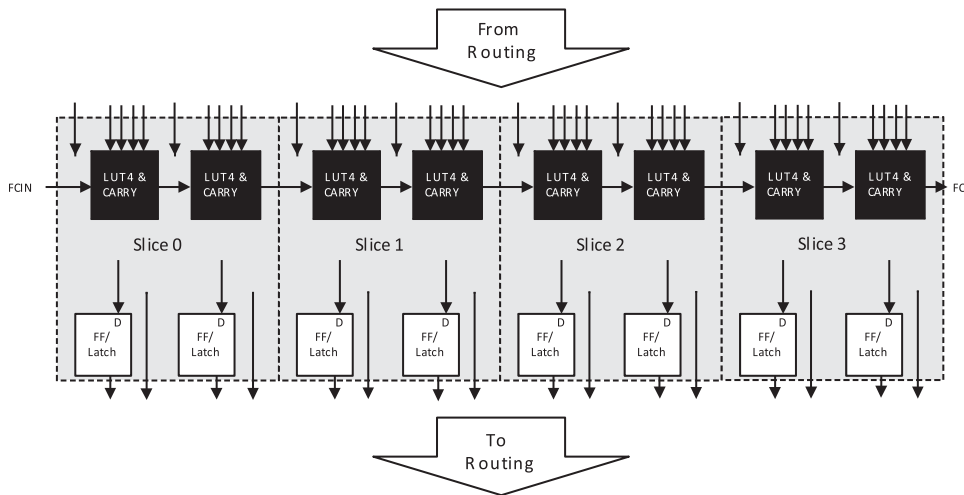 From
Routing
LUT4 &
CARRY
LUT4 &
CARRY
LUT4 &
CARRY
LUT4 &
CARRY
LUT4 &
CARRY
LUT4 &
CARRY
LUT4 &
CARRY
LUT4 &
CARRY
FCIN
FC
Slice 0
Slice 1
Slice 2
Slice 3
D
FF/
Latch
D
FF/
Latch
D
FF/
Latch
D
FF/
Latch
D
FF/
Latch
D
FF/
Latch
D
FF/
Latch
D
FF/
Latch
To
Routing